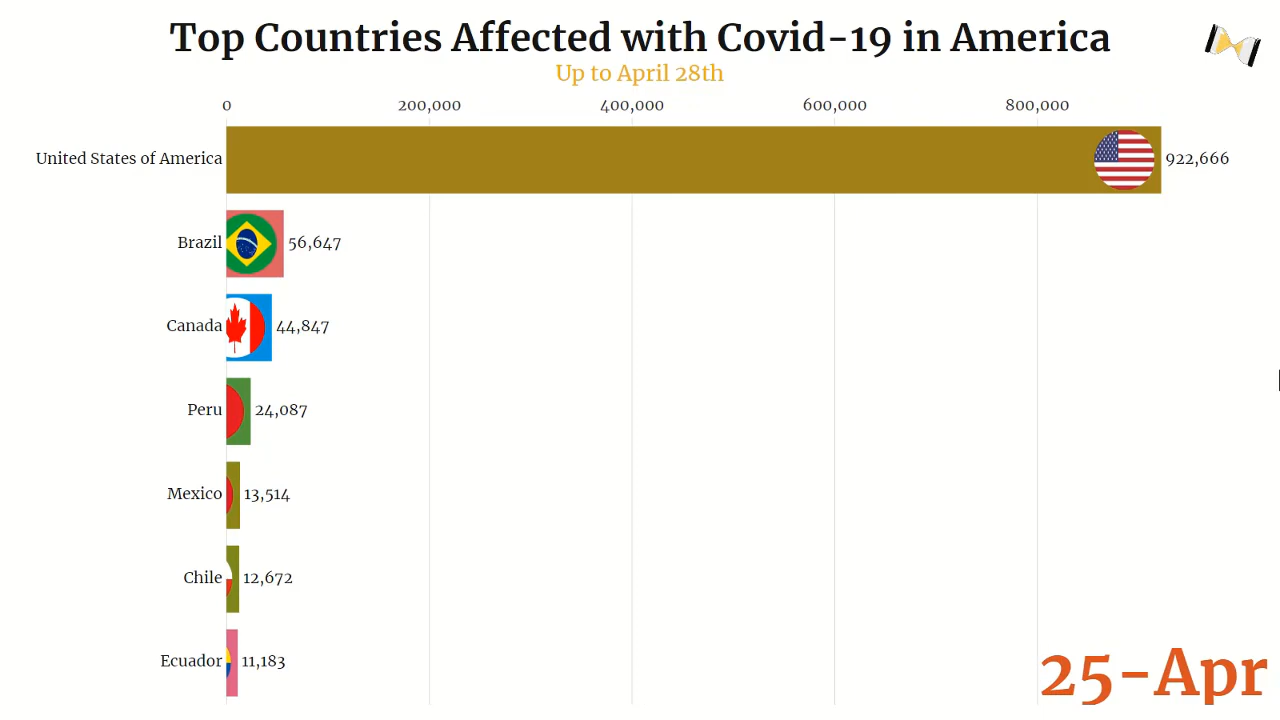 Top Countries Affected with Covid-19 in America
Up to April 28th
0 200,000 400,000 600,000 800,000
United States of America 922,666
Brazil 56,647
Canada 44,847
Peru 24,087
Mexico 13,514
Chile 12,672
Ecuador 11,183
25-Apr